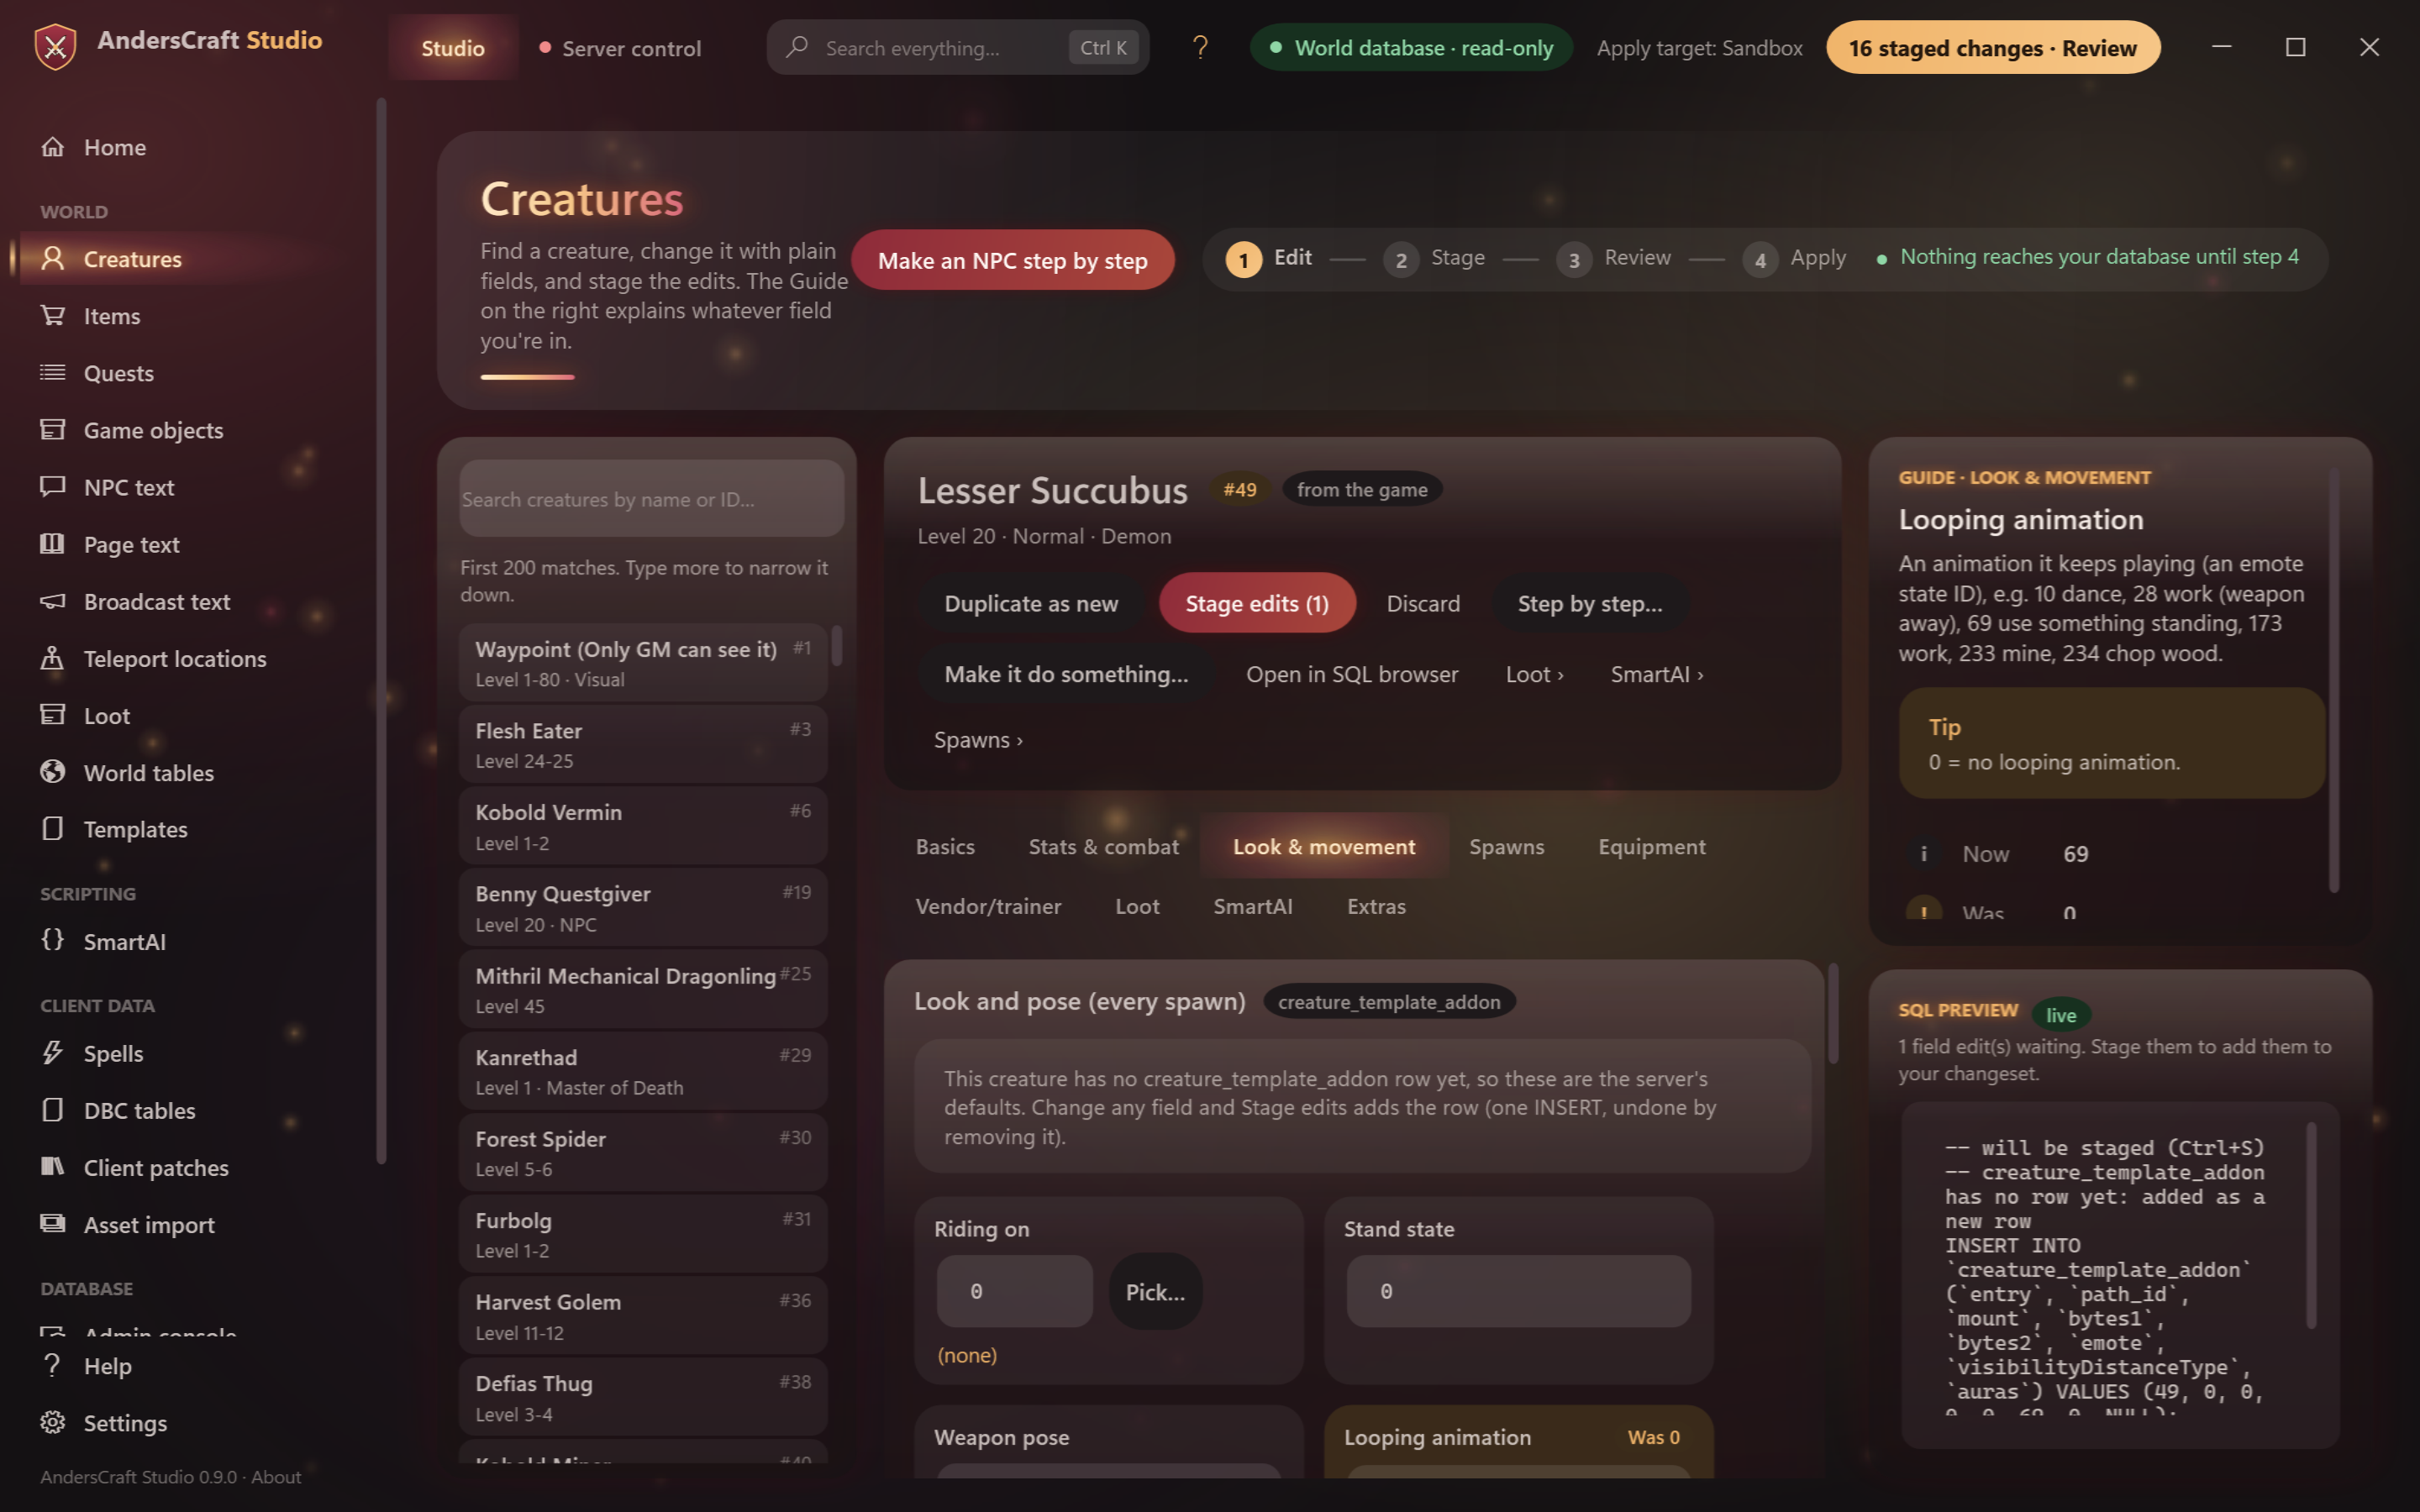 AndersCraft Studio
Studio
Server control
Search everything...
Ctrl K
?
World database · read-only
Apply target: Sandbox
16 staged changes · Review
Home
WORLD
Creatures
Items
Quests
Game objects
NPC text
Page text
Broadcast text
Teleport locations
Loot
World tables
Templates
SCRIPTING
SmartAI
CLIENT DATA
Spells
DBC tables
Client patches
Asset import
DATABASE
Admin console
Help
Settings
AndersCraft Studio 0.9.0 · About
Creatures
Find a creature, change it with plain
fields, and stage the edits. The Guide
on the right explains whatever field
you're in.
Make an NPC step by step
1 Edit
2 Stage
3 Review
4 Apply
Nothing reaches your database until step 4
Search creatures by name or ID...
First 200 matches. Type more to narrow it
down.
Waypoint (Only GM can see it) #1
Level 1-80 · Visual
Flesh Eater #3
Level 24-25
Kobold Vermin #6
Level 1-2
Benny Questgiver #19
Level 20 · NPC
Mithril Mechanical Dragonling #25
Level 45
Kanrethad #29
Level 1 · Master of Death
Forest Spider #30
Level 5-6
Furbolg #31
Level 1-2
Harvest Golem #36
Level 11-12
Defias Thug #38
Level 3-4
Kobold Miner #40
Lesser Succubus #49 from the game
Level 20 · Normal · Demon
Duplicate as new
Stage edits (1)
Discard
Step by step...
Make it do something...
Open in SQL browser
Loot ›
SmartAI ›
Spawns ›
Basics
Stats & combat
Look & movement
Spawns
Equipment
Vendor/trainer
Loot
SmartAI
Extras
Look and pose (every spawn) creature_template_addon
This creature has no creature_template_addon row yet, so these are the server's
defaults. Change any field and Stage edits adds the row (one INSERT, undone by
removing it).
Riding on
0
Pick...
(none)
Stand state
0
Weapon pose
Looping animation
Was 0
GUIDE · LOOK & MOVEMENT
Looping animation
An animation it keeps playing (an emote
state ID), e.g. 10 dance, 28 work (weapon
away), 69 use something standing, 173
work, 233 mine, 234 chop wood.
Tip
0 = no looping animation.
i Now 69
! Was 0
SQL PREVIEW live
1 field edit(s) waiting. Stage them to add them to
your changeset.
-- will be staged (Ctrl+S)
-- creature_template_addon
has no row yet: added as a
new row
INSERT INTO
`creature_template_addon`
(`entry`, `path_id`,
`mount`, `bytes1`,
`bytes2`, `emote`,
`visibilityDistanceType`,
`auras`) VALUES (49, 0, 0,
0, 0, 69, 0, NULL);